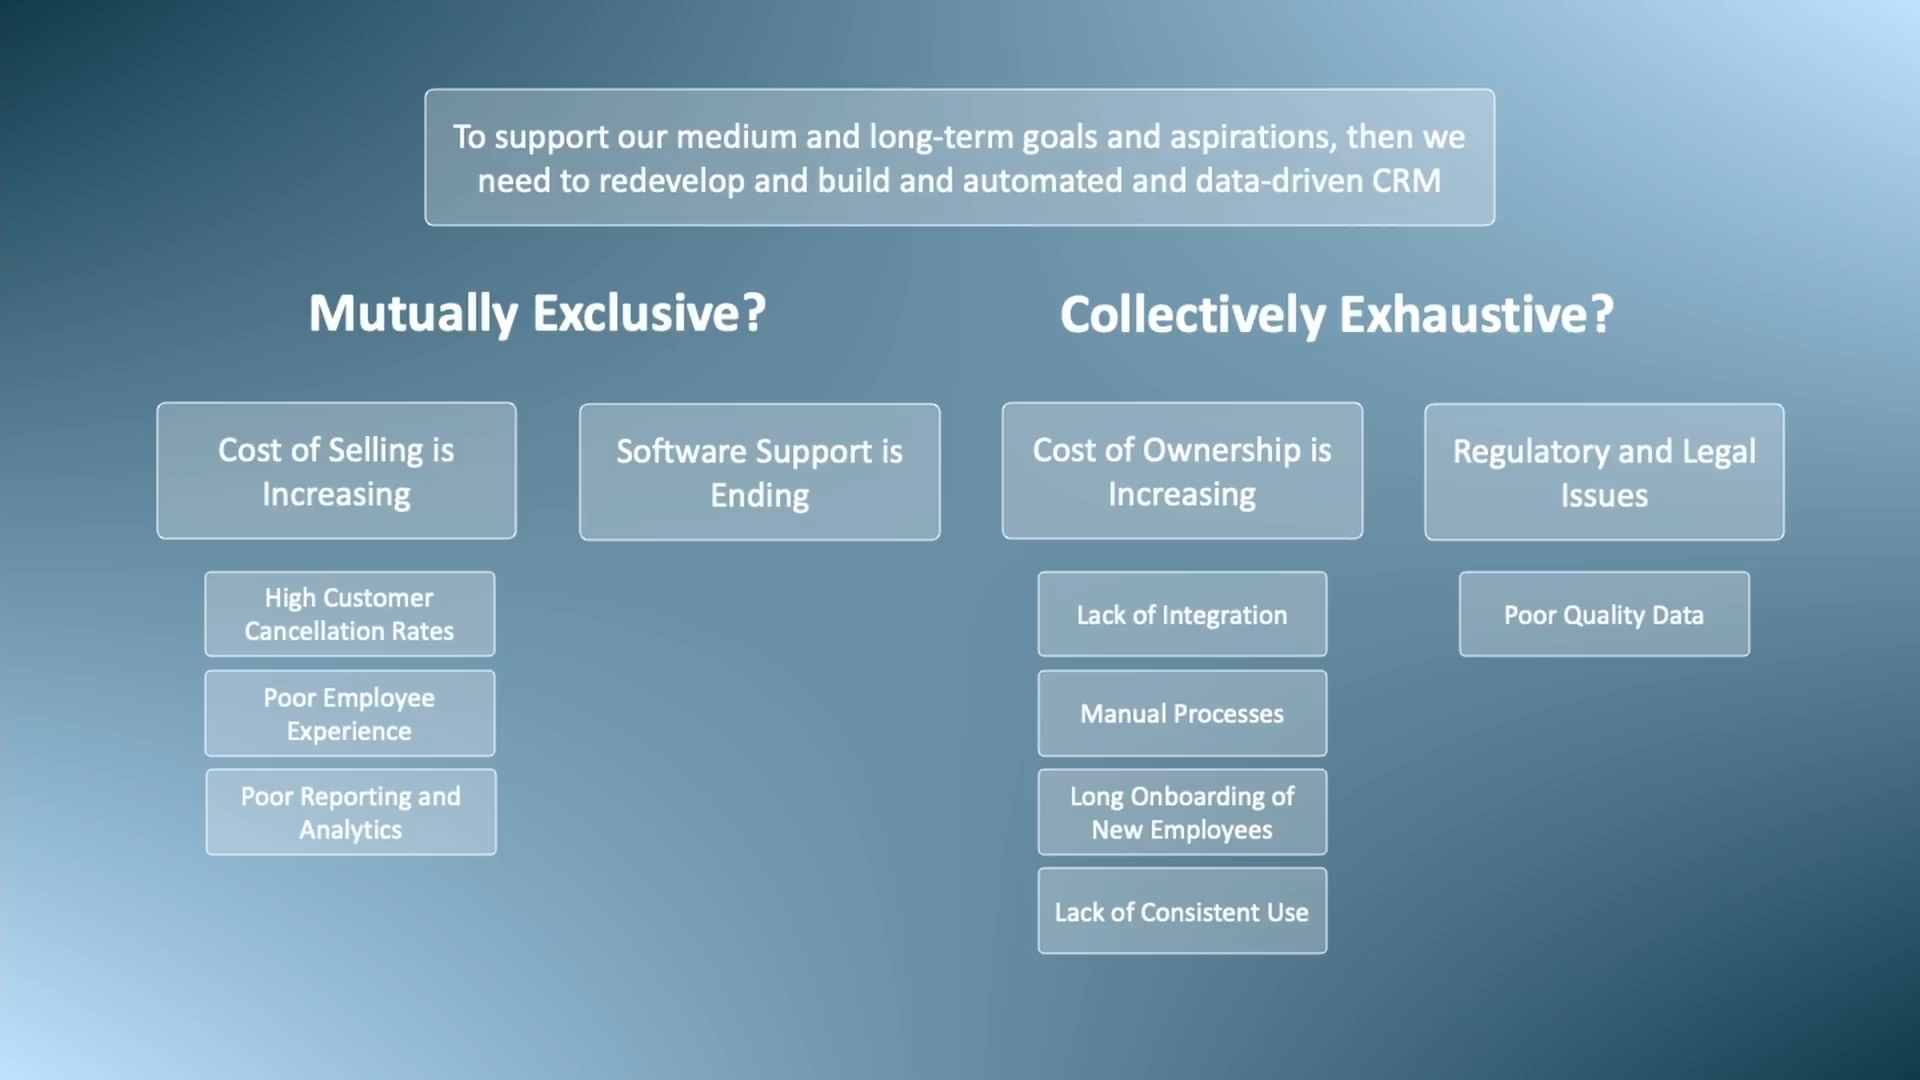 To support our medium and long-term goals and aspirations, then we
need to redevelop and build and automated and data-driven CRM
Mutually Exclusive?
Collectively Exhaustive?
Cost of Selling is
Increasing
Software Support is
Ending
Cost of Ownership is
Increasing
Regulatory and Legal
Issues
High Customer
Cancellation Rates
Poor Employee
Experience
Poor Reporting and
Analytics
Lack of Integration
Manual Processes
Long Onboarding of
New Employees
Lack of Consistent Use
Poor Quality Data